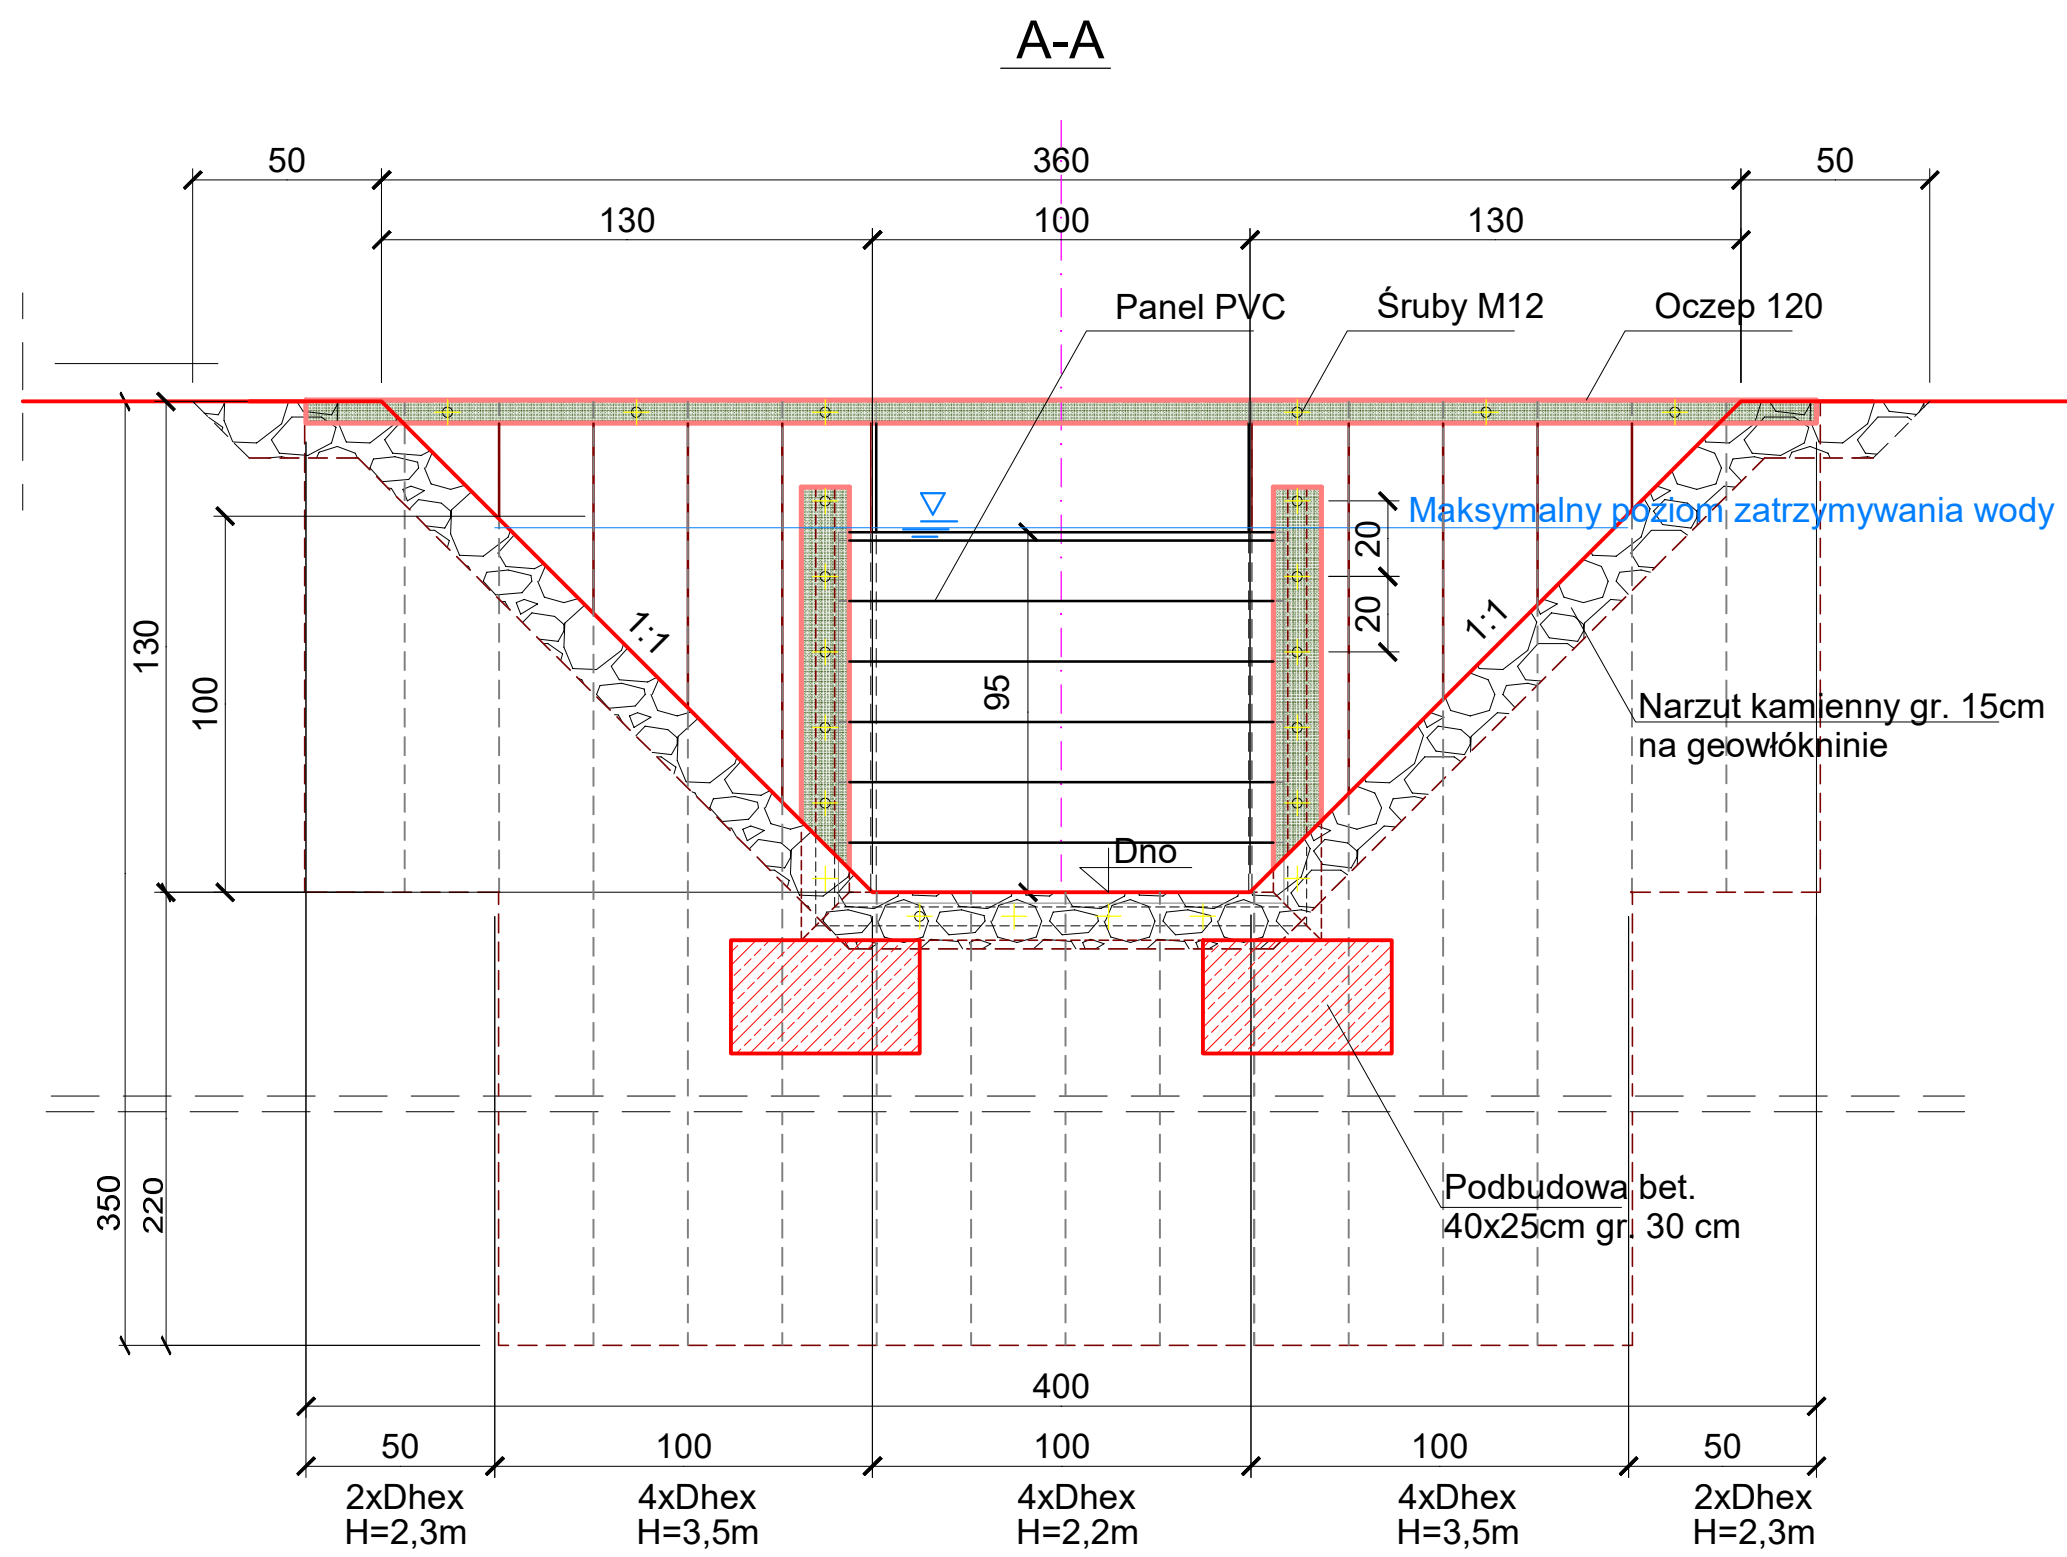 A-A
50
360
50
130
100
130
Panel PVC
Śruby M12
Oczep 120
Maksymalny poziom zatrzymywania wody
20
20
1:1
1:1
130
100
95
Narzut kamienny gr. 15cm
na geowłókninie
Dno
350
220
Podbudowa bet.
40x25cm gr. 30 cm
400
50
100
100
100
50
2xDhex
H=2,3m
4xDhex
H=3,5m
4xDhex
H=2,2m
4xDhex
H=3,5m
2xDhex
H=2,3m